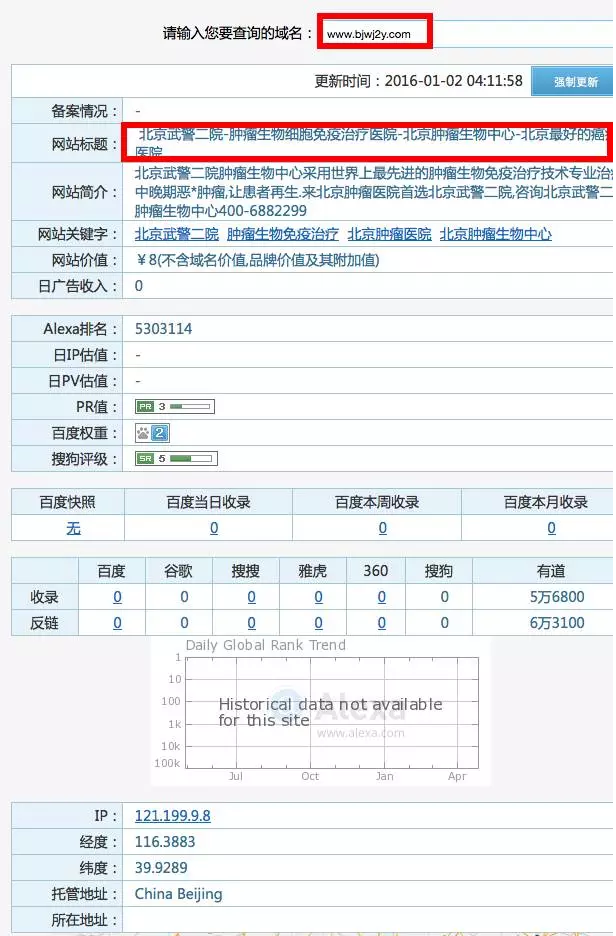 请输入您要查询的域名： www.bjwj2y.com
更新时间：2016-01-02 04:11:58 强制更新
备案情况： -
网站标题： 北京武警二院-肿瘤生物细胞免疫治疗医院-北京肿瘤生物中心-北京最好的癌
医院
网站简介： 北京武警二院肿瘤生物中心采用世界上最先进的肿瘤生物免疫治疗技术专业治
中晚期恶*肿瘤,让患者再生.来北京肿瘤医院首选北京武警二院,咨询北京武警二
肿瘤生物中心400-6882299
网站关键字： 北京武警二院 肿瘤生物免疫治疗 北京肿瘤医院 北京肿瘤生物中心
网站价值： ￥8(不含域名价值,品牌价值及其附加值)
日广告收入： 0
Alexa排名： 5303114
日IP估值： -
日PV估值： -
PR值： PR 3
百度权重： 2
搜狗评级： SR 5
百度快照 百度当日收录 百度本周收录 百度本月收录
无 0 0 0
百度 谷歌 搜搜 雅虎 360 搜狗 有道
收录 0 0 0 0 0 0 5万6800
反链 0 0 0 0 0 0 6万3100
Daily Global Rank Trend
1
10
100
1k
10k
100k
Historical data not available
for this site
Alexa
www.alexa.com
Jul Oct Jan Apr
IP： 121.199.9.8
经度： 116.3883
纬度： 39.9289
托管地址： China Beijing
所在地址：